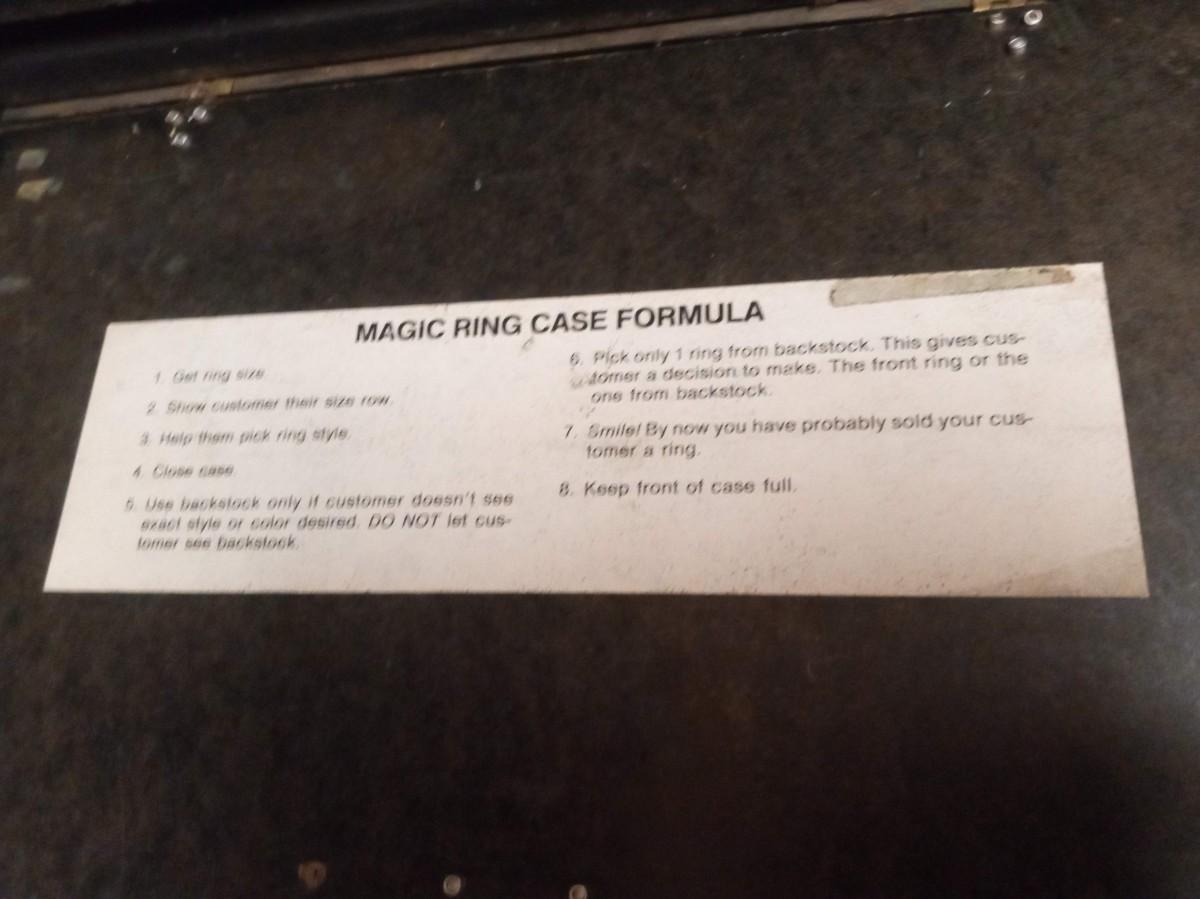 MAGIC RING CASE FORMULA
1. Get ring size
2. Show customer their size row.
3. Help them pick ring style.
4. Close case.
5. Use backstock only if customer doesn't see
exact style or color desired. DO NOT let cus-
tomer see backstock.
6. Pick only 1 ring from backstock. This gives cus-
tomer a decision to make. The front ring or the
one from backstock.
7. Smile! By now you have probably sold your cus-
tomer a ring.
8. Keep front of case full.